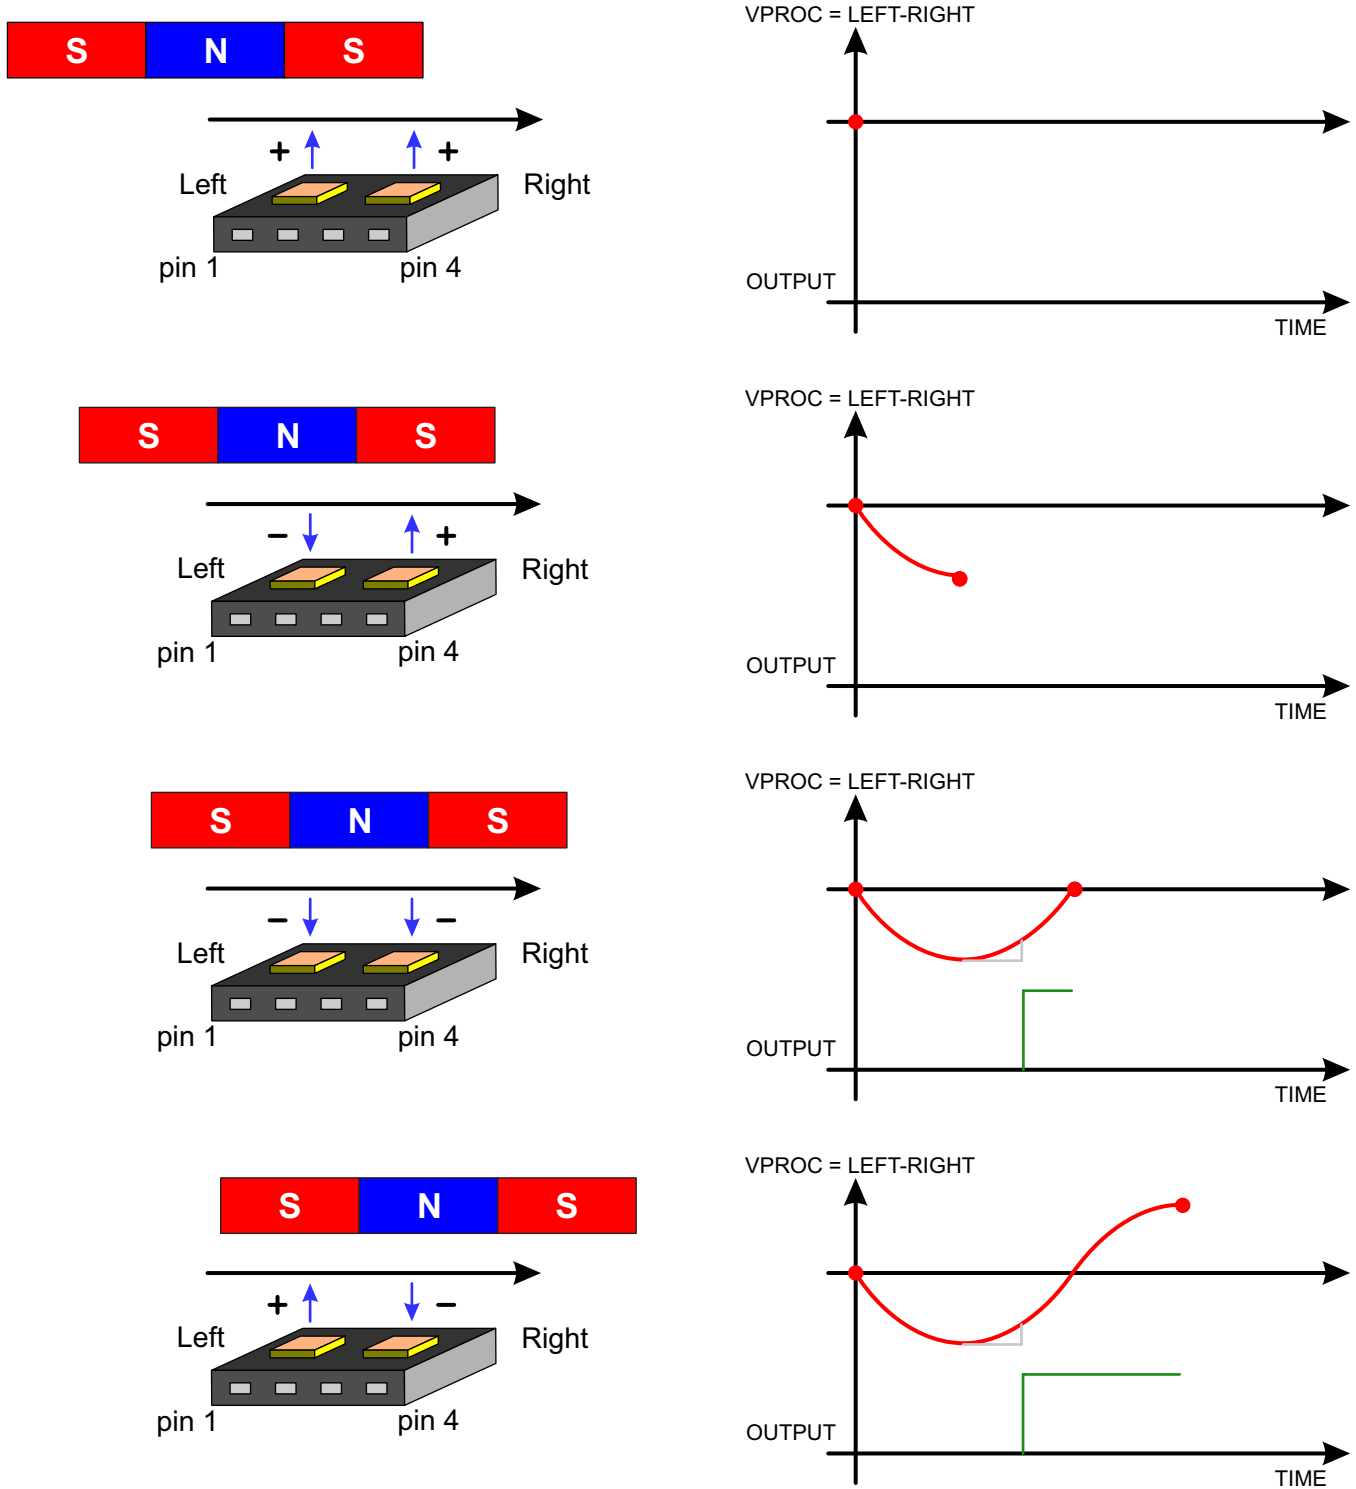 VPROC = LEFT-RIGHT
S N S
+ +
Left Right
pin 1 pin 4
OUTPUT
TIME
VPROC = LEFT-RIGHT
S N S
– +
Left Right
pin 1 pin 4
OUTPUT
TIME
VPROC = LEFT-RIGHT
S N S
– –
Left Right
pin 1 pin 4
OUTPUT
TIME
VPROC = LEFT-RIGHT
S N S
+ –
Left Right
pin 1 pin 4
OUTPUT
TIME